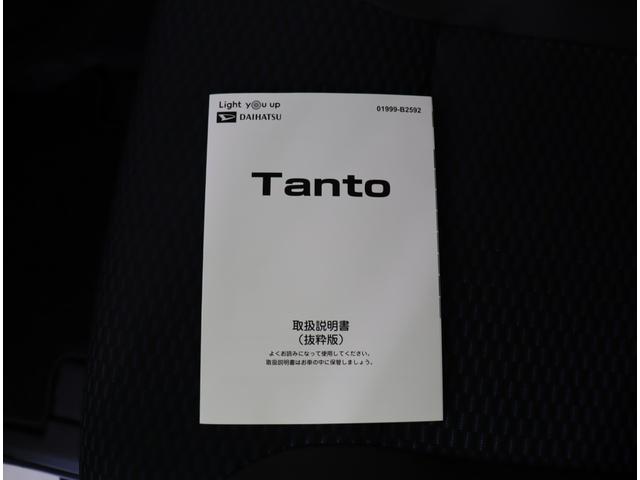 Light you up
DAIHATSU
01999-B2592
Tanto
取扱説明書
（抜粋版）
よくお読みになって使用してください。
取扱説明書はお車の中に保管しましょう。